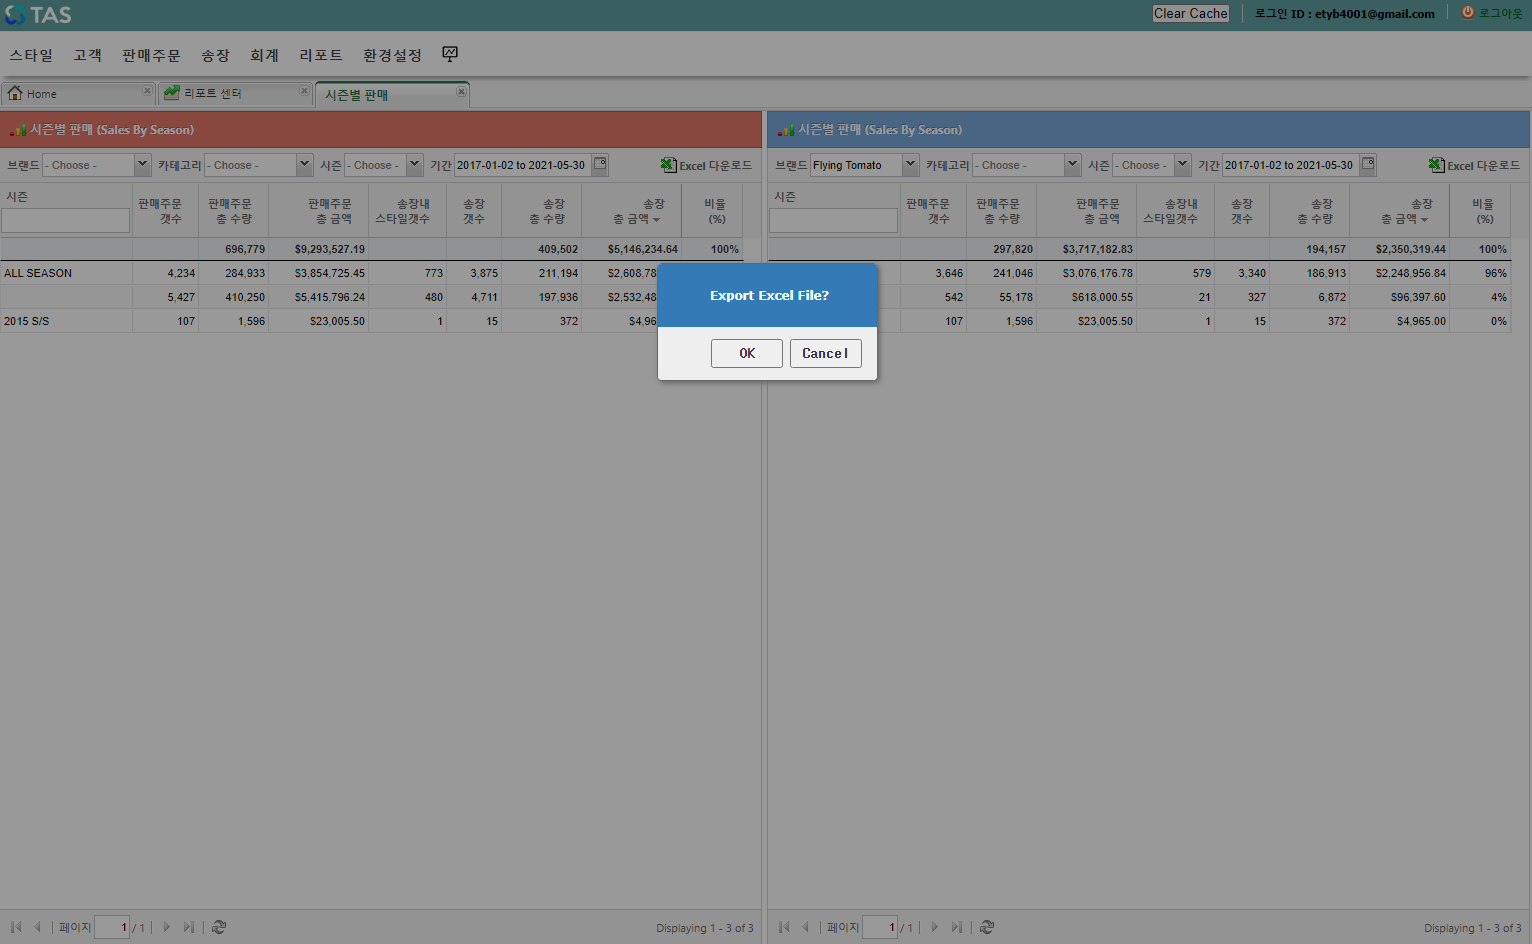 TAS
Clear Cache
로그인 ID : etyb4001@gmail.com
로그아웃
스타일 고객 판매주문 송장 회계 리포트 환경설정
Home
리포트 센터
시즌별 판매
시즌별 판매 (Sales By Season)
브랜드 - Choose - 카테고리 - Choose - 시즌 - Choose - 기간 2017-01-02 to 2021-05-30 Excel 다운로드
시즌
판매주문 갯수
판매주문 총 수량
판매주문 총 금액
송장내 스타일갯수
송장 갯수
송장 총 수량
송장 총 금액
비율 (%)
696,779 $9,293,527.19 409,502 $5,146,234.64 100%
ALL SEASON 4,234 284,933 $3,854,725.45 773 3,875 211,194 $2,608,78
5,427 410,250 $5,415,796.24 480 4,711 197,936 $2,532,48
2015 S/S 107 1,596 $23,005.50 1 15 372 $4,96
페이지 1 / 1
Displaying 1 - 3 of 3
시즌별 판매 (Sales By Season)
브랜드 Flying Tomato 카테고리 - Choose - 시즌 - Choose - 기간 2017-01-02 to 2021-05-30 Excel 다운로드
시즌
판매주문 갯수
판매주문 총 수량
판매주문 총 금액
송장내 스타일갯수
송장 갯수
송장 총 수량
송장 총 금액
비율 (%)
297,820 $3,717,182.83 194,157 $2,350,319.44 100%
3,646 241,046 $3,076,176.78 579 3,340 186,913 $2,248,956.84 96%
542 55,178 $618,000.55 21 327 6,872 $96,397.60 4%
107 1,596 $23,005.50 1 15 372 $4,965.00 0%
페이지 1 / 1
Displaying 1 - 3 of 3
Export Excel File?
OK
Cancel